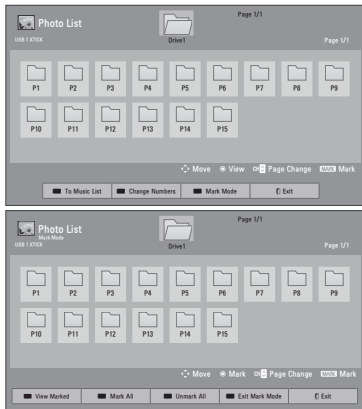 Page 1/1
Photo List
USB 1 XTICK
Drive1
Page 1/1
P1 P2 P3 P4 P5 P6 P7 P8 P9
P10 P11 P12 P13 P14 P15
Move View CH Page Change MARK Mark
To Music List Change Numbers Mark Mode Exit
Page 1/1
Photo List
Mark Mode
USB 1 XTICK
Drive1
Page 1/1
P1 P2 P3 P4 P5 P6 P7 P8 P9
P10 P11 P12 P13 P14 P15
Move Mark CH Page Change MARK Mark
View Marked Mark All Unmark All Exit Mark Mode Exit